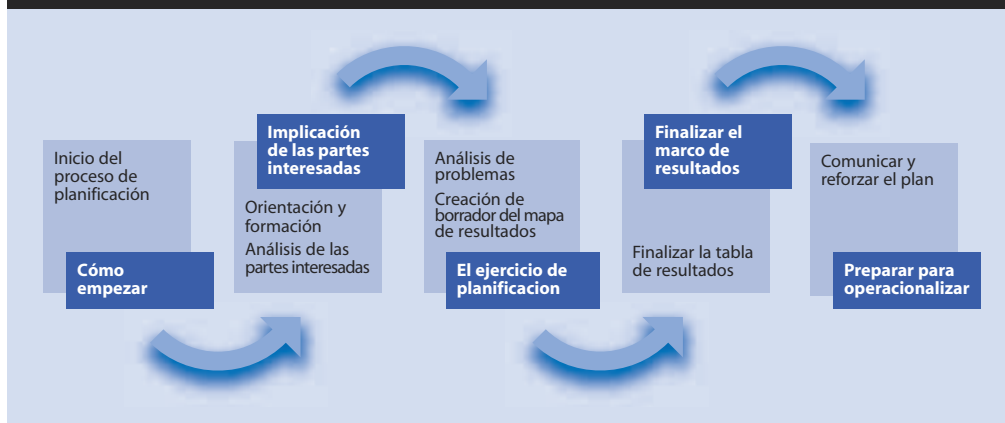 Inicio del
proceso de
planificación
Cómo
empezar
Implicación
de las partes
interesadas
Orientación y
formación
Análisis de las
partes interesadas
Análisis de
problemas
Creación de
borrador del mapa
de resultados
El ejercicio de
planificacion
Finalizar el
marco de
resultados
Finalizar la tabla
de resultados
Comunicar y
reforzar el plan
Preparar para
operacionalizar